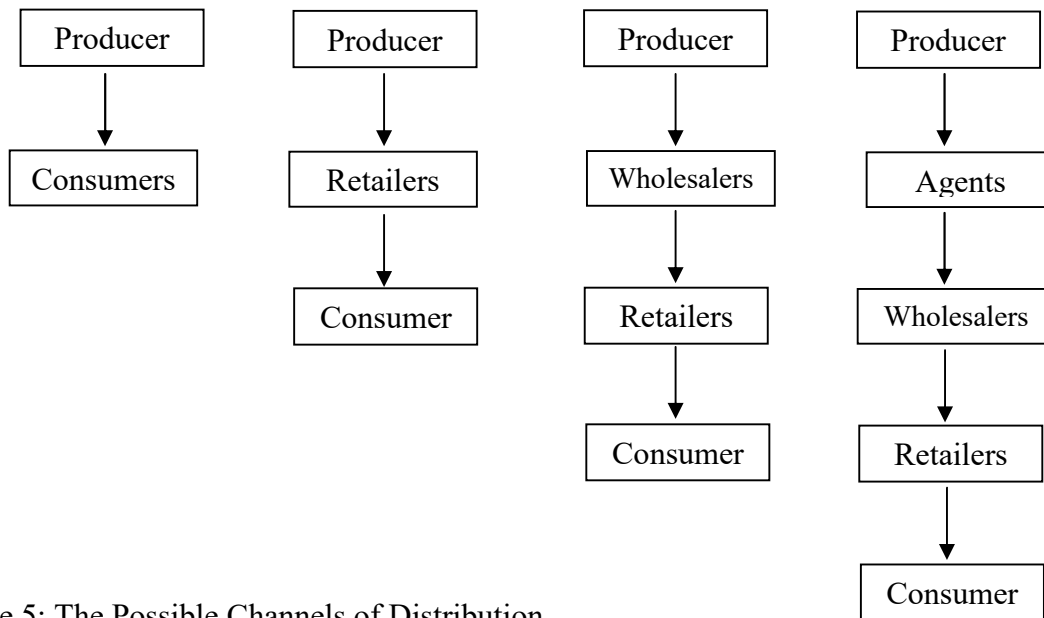 Producer Producer Producer Producer
Consumers Retailers Wholesalers Agents
Consumer Retailers Wholesalers
Consumer Retailers
Consumer
5: The Possible Channels of Distribution